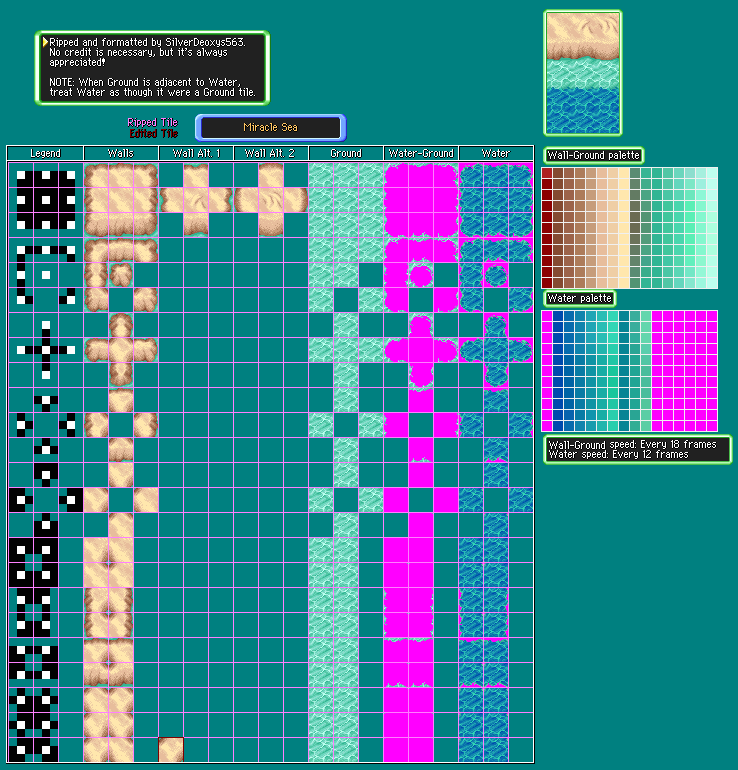 Ripped and formatted by SilverDeoxys563.
No credit is necessary, but it's always
appreciated!
NOTE: When Ground is adjacent to Water,
treat Water as though it were a Ground tile.
Ripped Tile
Edited Tile
Miracle Sea
Legend Walls Wall Alt. 1 Wall Alt. 2 Ground Water-Ground Water
Wall-Ground palette
Water palette
Wall-Ground speed: Every 18 frames
Water speed: Every 12 frames